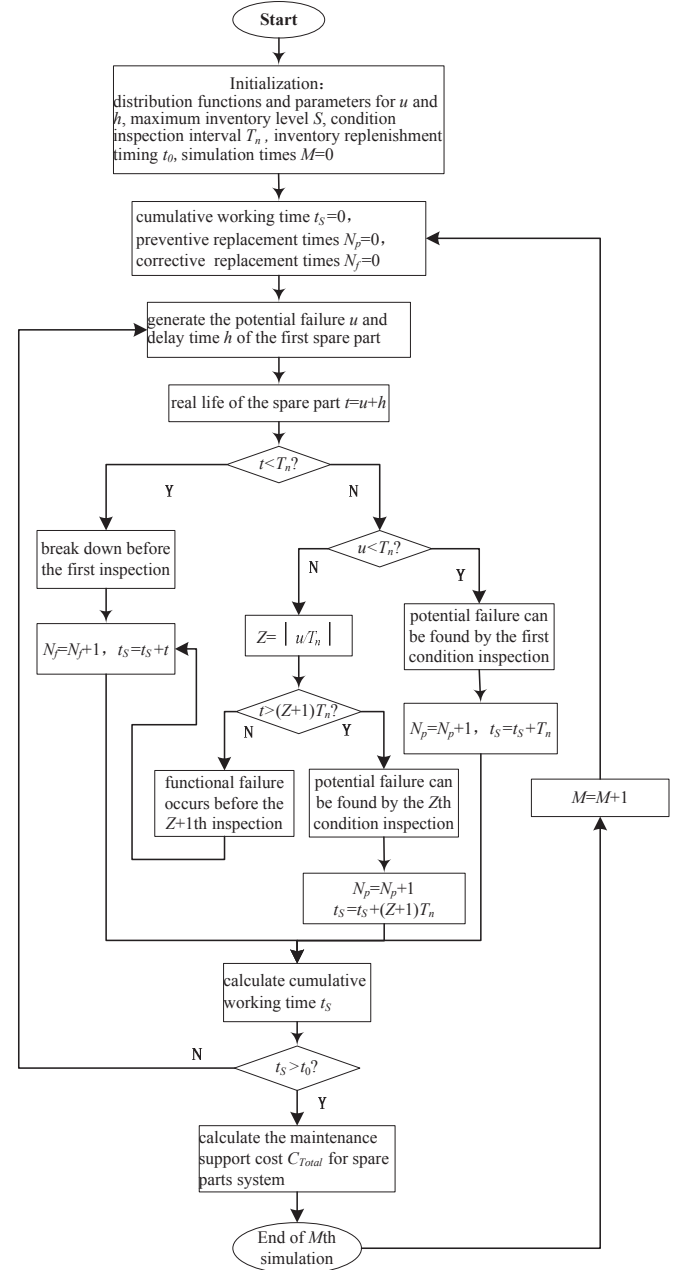 Start
Initialization:
distribution functions and parameters for u and
h, maximum inventory level S, condition
inspection interval Tn , inventory replenishment
timing t0, simulation times M=0
cumulative working time tS=0,
preventive replacement times Np=0,
corrective replacement times Nf=0
generate the potential failure u and
delay time h of the first spare part
real life of the spare part t=u+h
t<Tn?
Y
N
break down before
the first inspection
u<Tn?
N
Y
Nf=Nf+1, tS=tS+t
Z=⌊u/Tn⌋
potential failure can
be found by the first
condition inspection
t>(Z+1)Tn?
N
Y
Np=Np+1, tS=tS+Tn
functional failure
occurs before the
Z+1th inspection
potential failure can
be found by the Zth
condition inspection
M=M+1
Np=Np+1
tS=tS+(Z+1)Tn
calculate cumulative
working time tS
N
tS>t0?
Y
calculate the maintenance
support cost CTotal for spare
parts system
End of Mth
simulation